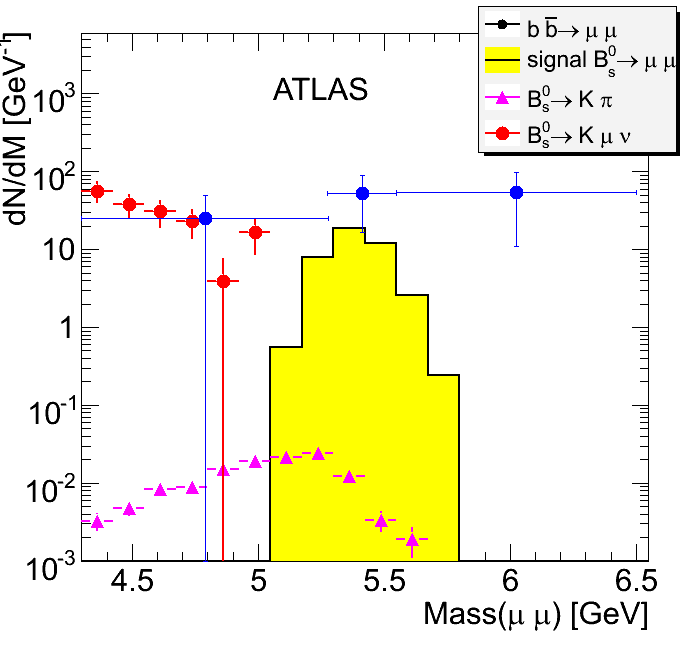 b b̅→ μ μ
signal B⁰ₛ→ μ μ
B⁰ₛ→ K π
B⁰ₛ→ K μ ν
ATLAS
dN/dM [GeV⁻¹]
10³
10²
10
1
10⁻¹
10⁻²
10⁻³
4.5 5 5.5 6 6.5
Mass(μ μ) [GeV]